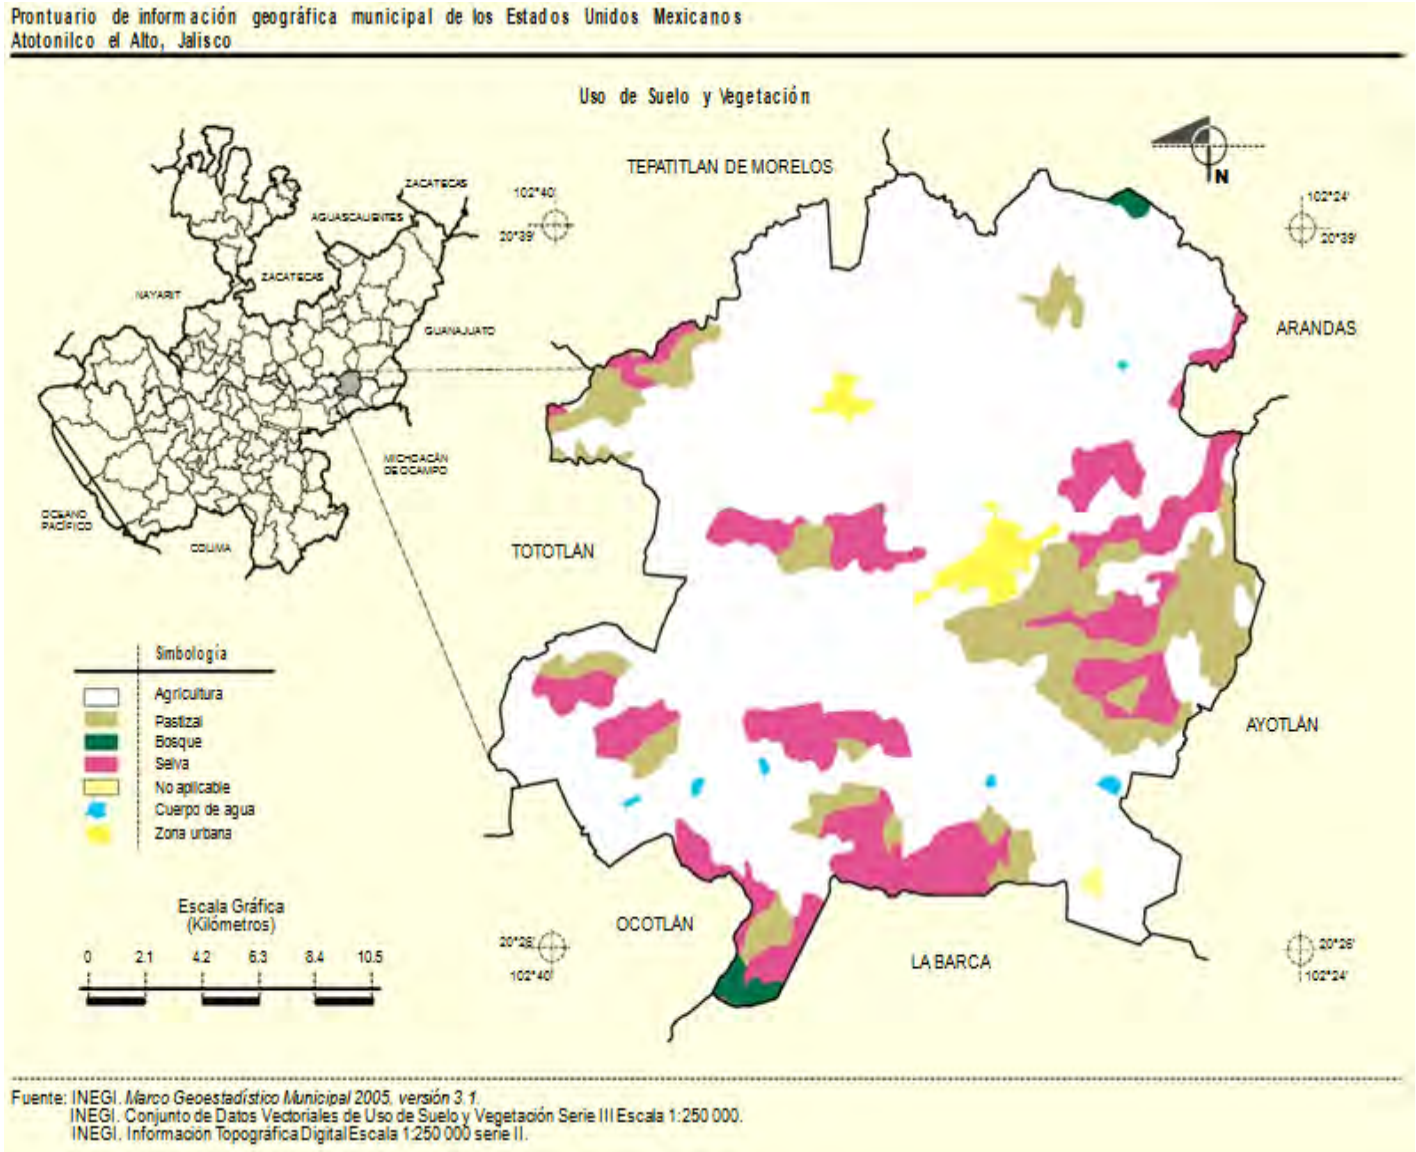 Prontuario de información geográfica municipal de los Estados Unidos Mexicanos
Atotonilco el Alto, Jalisco
Uso de Suelo y Vegetación
TEPATITLAN DE MORELOS
N
102°40'
20°39'
102°24'
20°39'
ZACATECAS
AGUASCALIENTES
ZACATECAS
NAYARIT
GUANAJUATO
ARANDAS
MICHOACÁN
DE OCAMPO
OCEANO
PACÍFICO
COLIMA
TOTOTLÁN
AYOTLÁN
Simbología
Agricultura
Pastizal
Bosque
Selva
No aplicable
Cuerpo de agua
Zona urbana
Escala Gráfica
(Kilómetros)
0 2.1 4.2 6.3 8.4 10.5
OCOTLÁN
LA BARCA
20°26'
102°40'
20°26'
102°24'
Fuente: INEGI. Marco Geoestadístico Municipal 2005, versión 3.1.
INEGI. Conjunto de Datos Vectoriales de Uso de Suelo y Vegetación Serie III Escala 1:250 000.
INEGI. Información Topográfica Digital Escala 1:250 000 serie II.